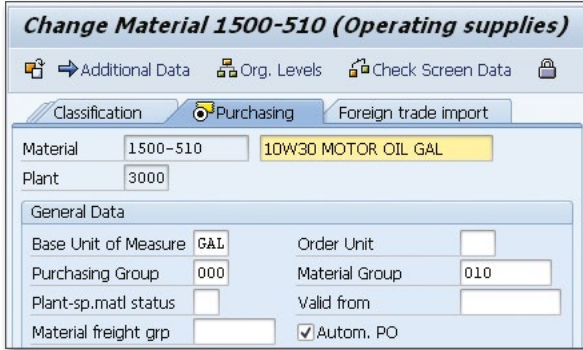 Change Material 1500-510 (Operating supplies)
Additional Data Org. Levels Check Screen Data
Classification Purchasing Foreign trade import
Material 1500-510 10W30 MOTOR OIL GAL
Plant 3000
General Data
Base Unit of Measure GAL Order Unit
Purchasing Group 000 Material Group 010
Plant-sp.matl status Valid from
Material freight grp Autom. PO